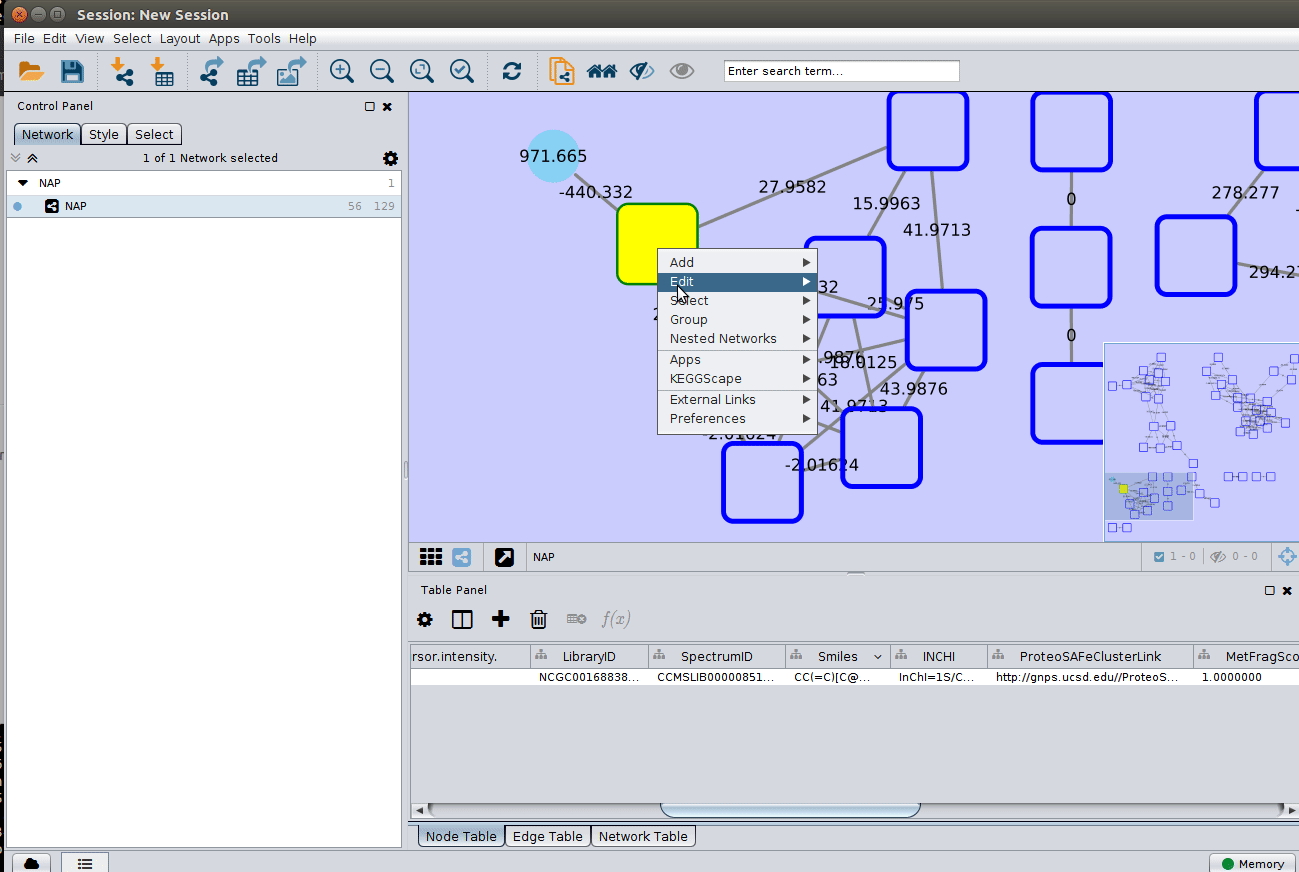 Session: New Session
File Edit View Select Layout Apps Tools Help
Enter search term...
Control Panel
Network Style Select
1 of 1 Network selected
NAP 1
NAP 56 129
971.665
-440.332
27.9582
15.9963
41.9713
0
278.277
32
25.975
0
18.0125
63
43.9876
41.9713
-2.01624
-2.01624
Add
Edit
Select
Group
Nested Networks
Apps
KEGGScape
External Links
Preferences
NAP
1 - 0
0 - 0
Table Panel
f(x)
rsor.intensity. LibraryID SpectrumID Smiles INCHI ProteoSAFeClusterLink MetFragSco
NCGC00168838... CCMSLIB00000851... CC(=C)[C@... InChI=1S/C... http://gnps.ucsd.edu//ProteoS... 1.0000000
Node Table Edge Table Network Table
Memory